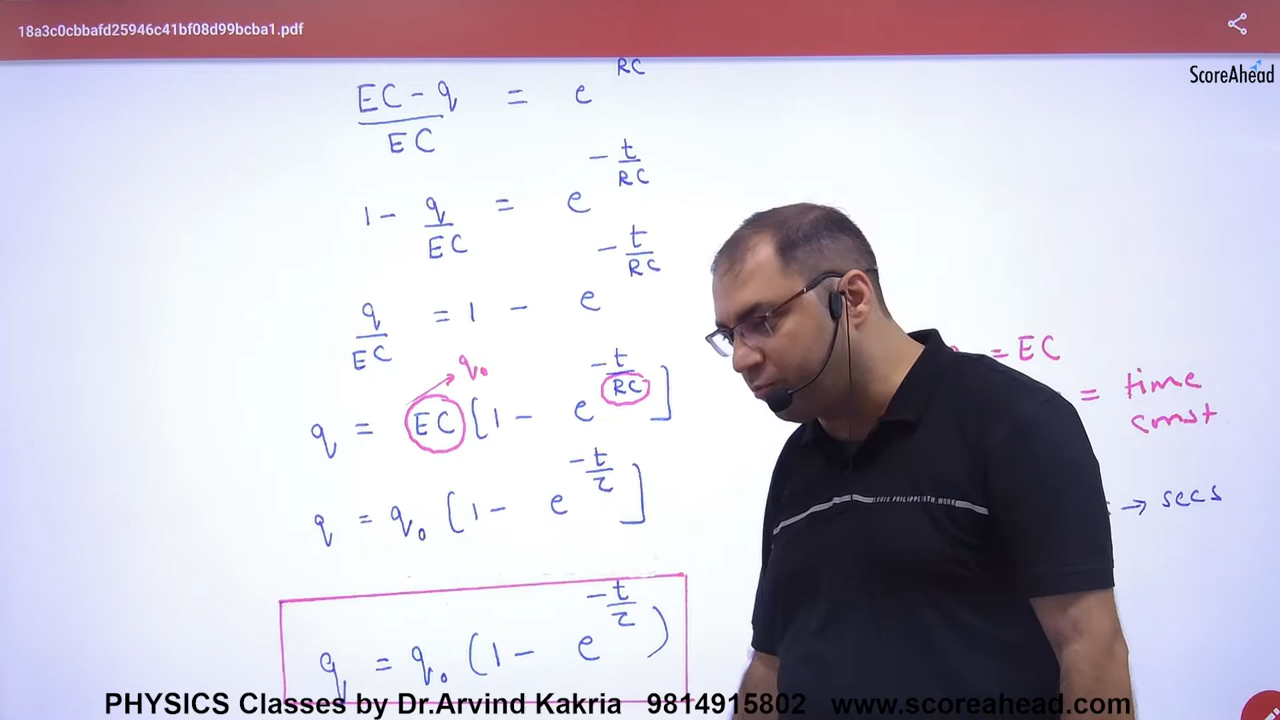 18a3c0cbbafd25946c41bf08d99bcba1.pdf
ScoreAhead
RC
EC - q = e
EC
- t
RC
1 - q = e
EC
- t
RC
q = 1 - e
EC
q₀
- t
RC
q = EC [1 - e ]
- t
τ
q = q₀ [1 - e ]
- t
τ
q = q₀ (1 - e )
= EC
= time
const
→ secs
PHYSICS Classes by Dr.Arvind Kakria 9814915802 www.scoreahead.com